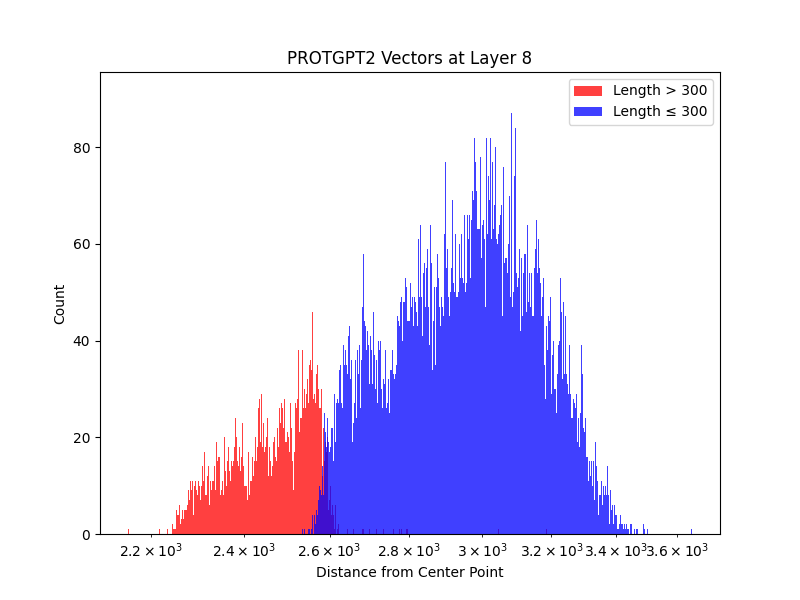 PROTGPT2 Vectors at Layer 8
Length > 300
Length ≤ 300
80
60
40
20
0
Count
2.2 × 10³
2.4 × 10³
2.6 × 10³
2.8 × 10³
3 × 10³
3.2 × 10³
3.4 × 10³
3.6 × 10³
Distance from Center Point